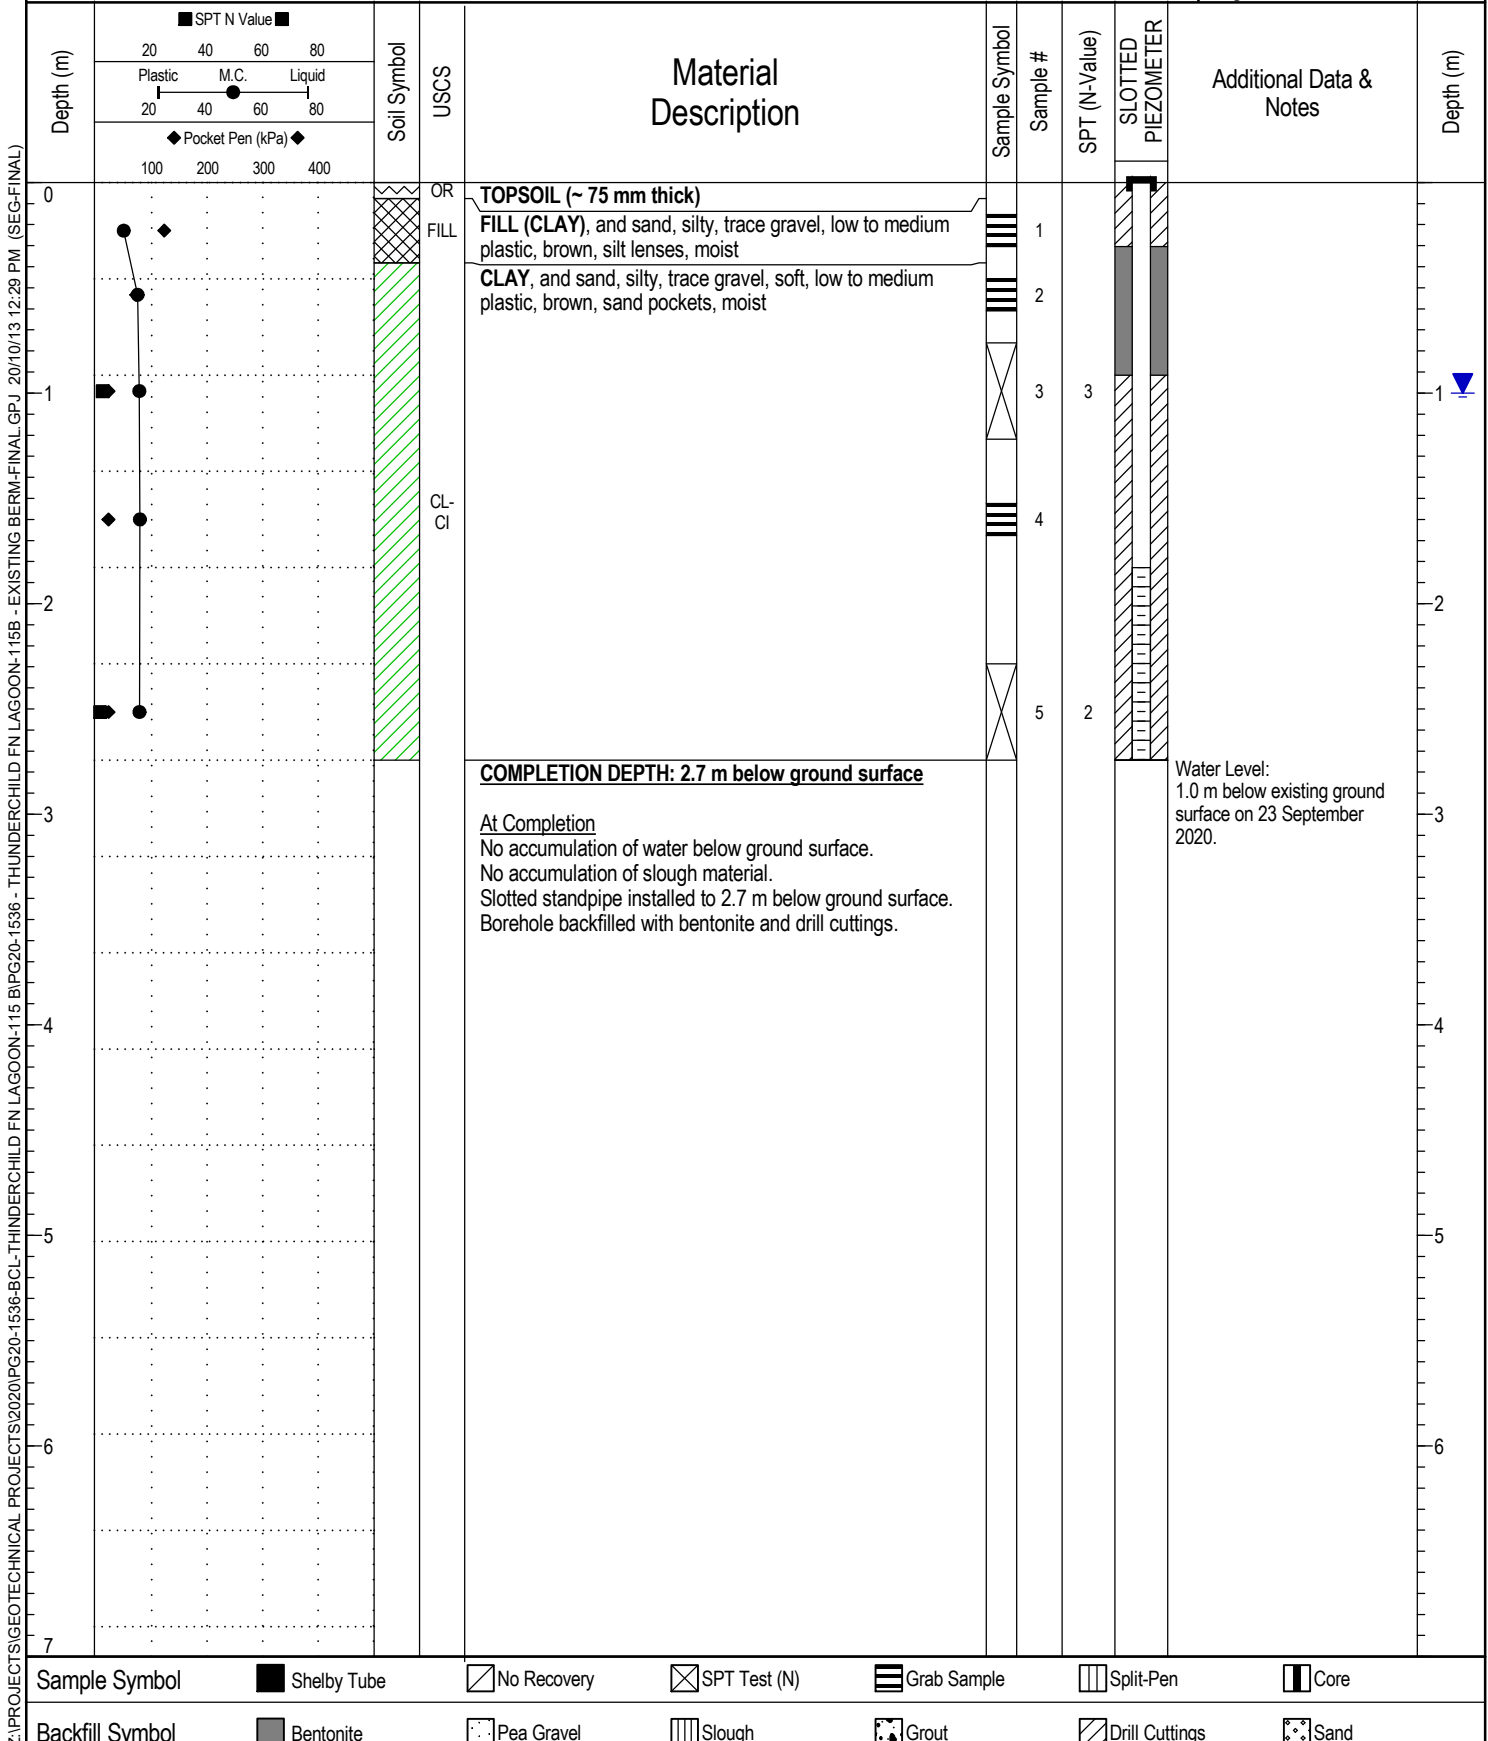 ■ SPT N Value ■
20 40 60 80
Plastic M.C. Liquid
20 40 60 80
◆ Pocket Pen (kPa) ◆
100 200 300 400
Depth (m)
Soil Symbol
USCS
Material
Description
Sample Symbol
Sample #
SPT (N-Value)
SLOTTED
PIEZOMETER
Additional Data &
Notes
Depth (m)
0
OR
TOPSOIL (~ 75 mm thick)
FILL
FILL (CLAY), and sand, silty, trace gravel, low to medium
plastic, brown, silt lenses, moist
1
CLAY, and sand, silty, trace gravel, soft, low to medium
plastic, brown, sand pockets, moist
2
1
3
3
1
CL-
CI
4
2
2
5
2
COMPLETION DEPTH: 2.7 m below ground surface
Water Level:
1.0 m below existing ground
surface on 23 September
2020.
3
3
At Completion
No accumulation of water below ground surface.
No accumulation of slough material.
Slotted standpipe installed to 2.7 m below ground surface.
Borehole backfilled with bentonite and drill cuttings.
4
4
5
5
6
6
7
Sample Symbol
Shelby Tube
No Recovery
SPT Test (N)
Grab Sample
Split-Pen
Core
Backfill Symbol
Bentonite
Pea Gravel
Slough
Grout
Drill Cuttings
Sand
Z:\PROJECTS\GEOTECHNICAL PROJECTS\2020\PG20-1536-BCL-THINDERCHILD FN LAGOON-115 B\PG20-1536 - THUNDERCHILD FN LAGOON-115B - EXISTING BERM-FINAL.GPJ 20/10/13 12:29 PM (SEG-FINAL)